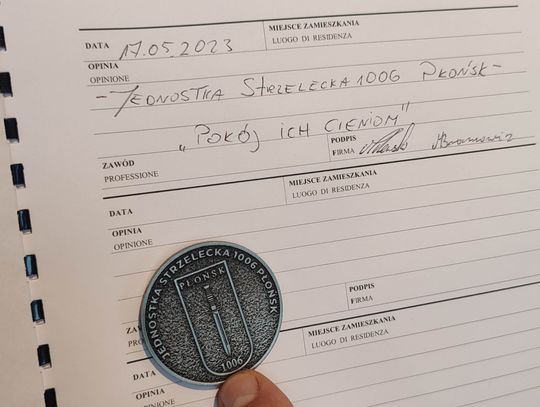 DATA 17.05.2023 MIEJSCE ZAMIESZKANIA
LUOGO DI RESIDENZA
OPINIA
OPINIONE
- JEDNOSTKA STRZELECKA 1006 PŁOŃSK -
„POKÓJ ICH CIENIOM"
ZAWÓD PODPIS
PROFESSIONE FIRMA
DATA MIEJSCE ZAMIESZKANIA
LUOGO DI RESIDENZA
OPINIA
OPINIONE
PODPIS
FIRMA
MIEJSCE ZAMIESZKANIA
LUOGO DI RESIDENZA
DATA
OPINIA
JEDNOSTKA STRZELECKA 1006 PŁOŃSK
PŁOŃSK
1006